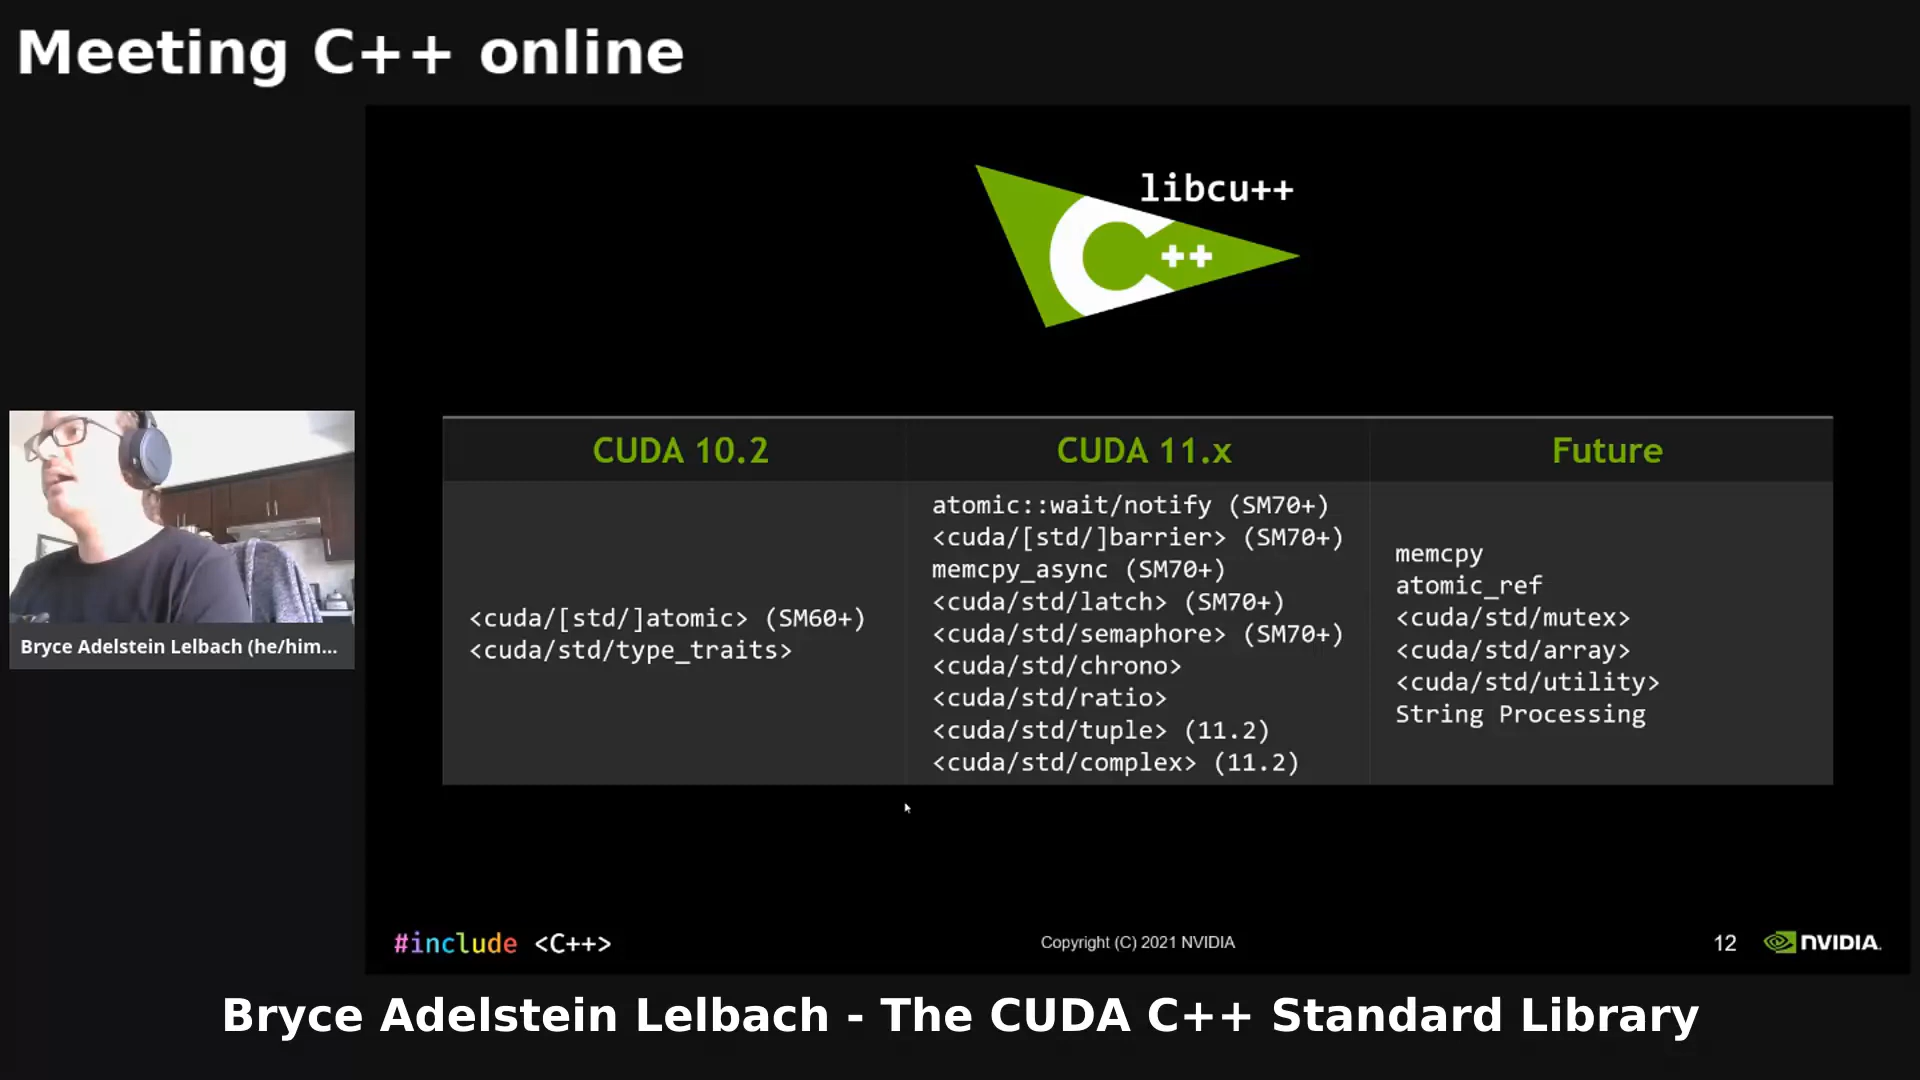 Meeting C++ online
libcu++
C++
CUDA 10.2
<cuda/[std/]atomic> (SM60+)
<cuda/std/type_traits>
CUDA 11.x
atomic::wait/notify (SM70+)
<cuda/[std/]barrier> (SM70+)
memcpy_async (SM70+)
<cuda/std/latch> (SM70+)
<cuda/std/semaphore> (SM70+)
<cuda/std/chrono>
<cuda/std/ratio>
<cuda/std/tuple> (11.2)
<cuda/std/complex> (11.2)
Future
memcpy
atomic_ref
<cuda/std/mutex>
<cuda/std/array>
<cuda/std/utility>
String Processing
Bryce Adelstein Lelbach (he/him...
#include <C++>
Copyright (C) 2021 NVIDIA
12
NVIDIA.
Bryce Adelstein Lelbach - The CUDA C++ Standard Library